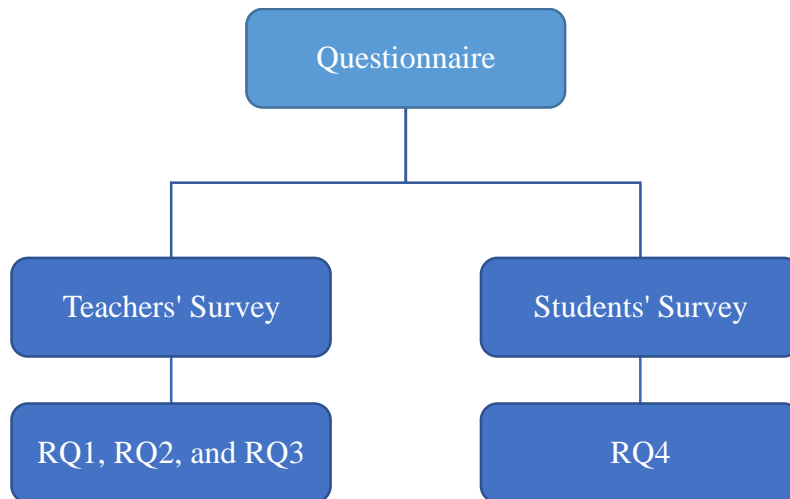 Questionnaire
Teachers' Survey
Students' Survey
RQ1, RQ2, and RQ3
RQ4